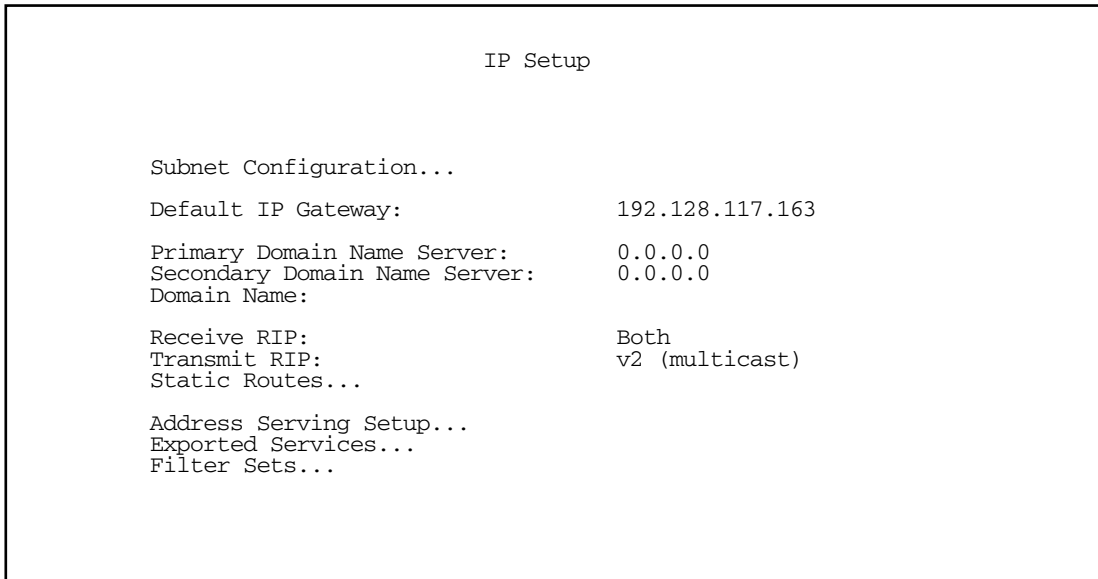 IP Setup
Subnet Configuration...
Default IP Gateway: 192.128.117.163
Primary Domain Name Server: 0.0.0.0
Secondary Domain Name Server: 0.0.0.0
Domain Name:
Receive RIP: Both
Transmit RIP: v2 (multicast)
Static Routes...
Address Serving Setup...
Exported Services...
Filter Sets...